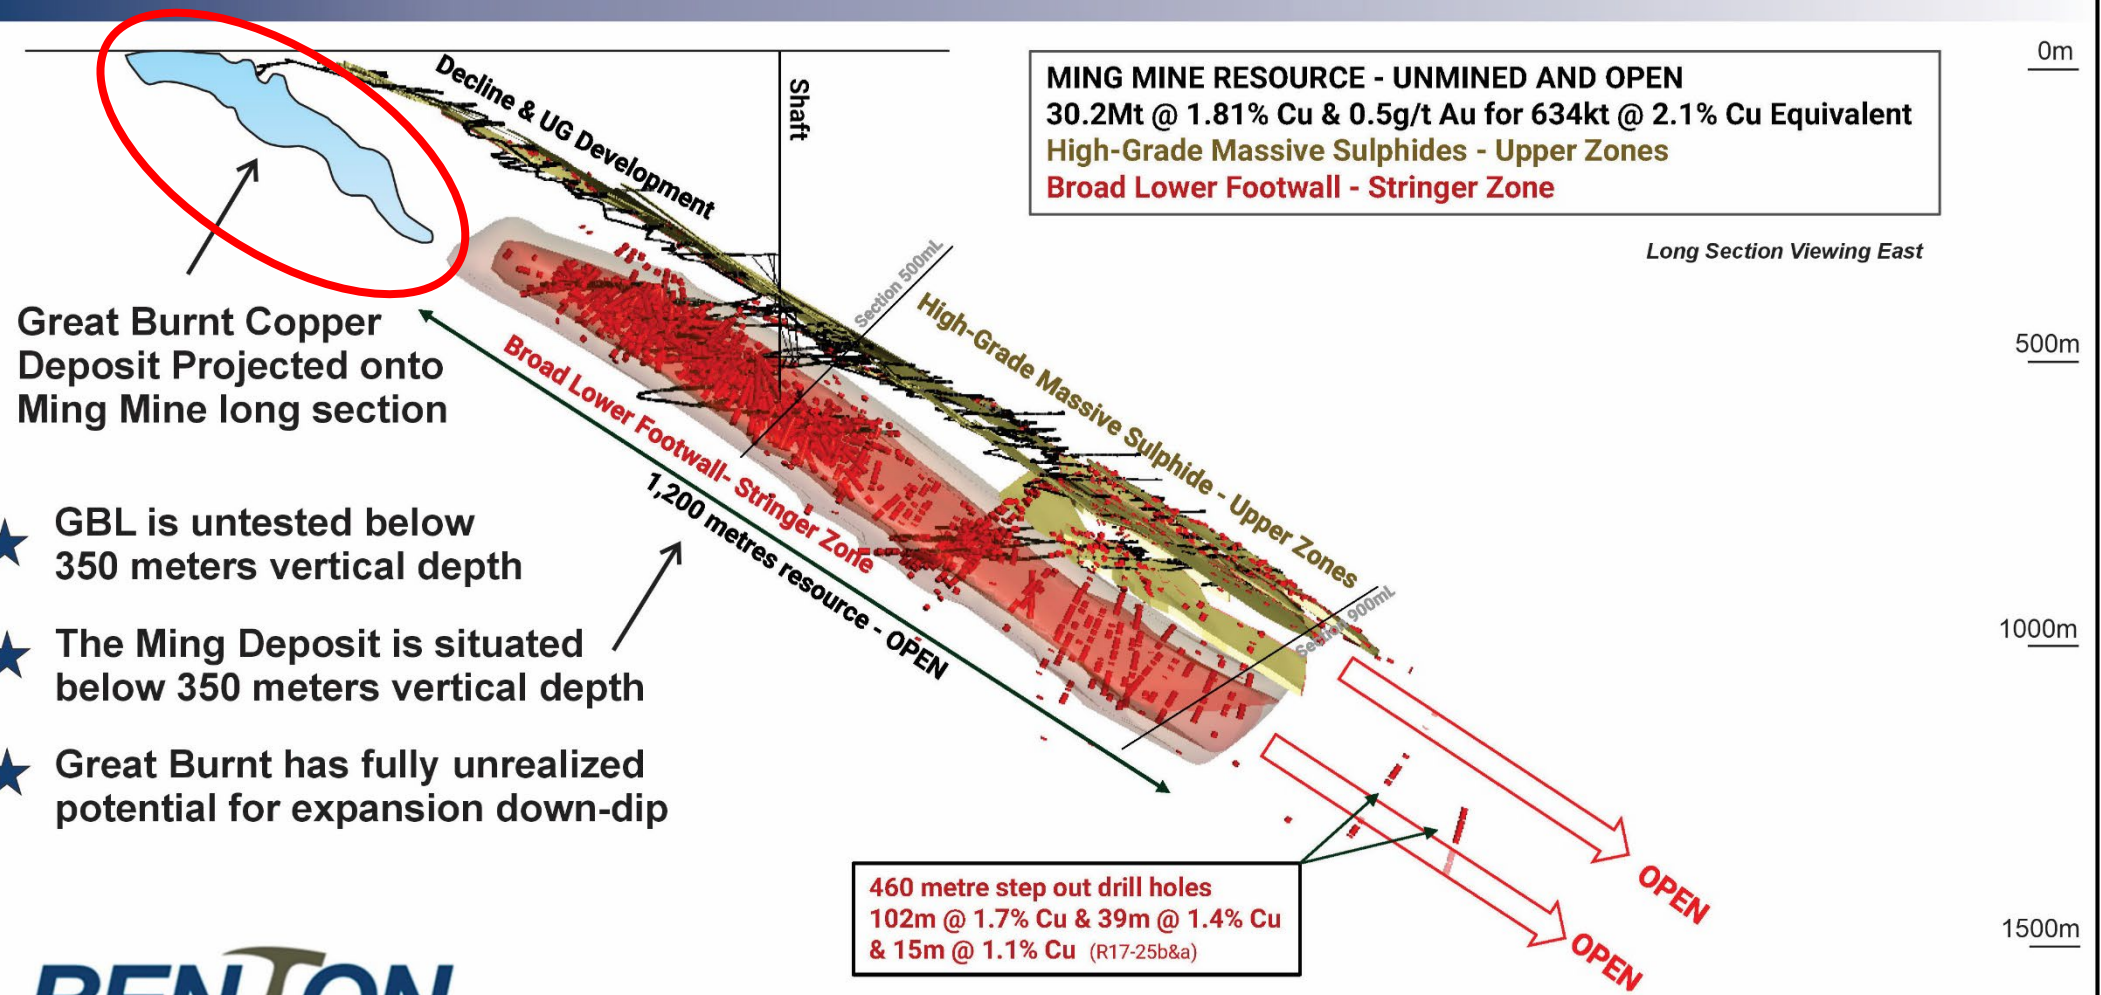 0m
Decline & UG Development
Shaft
MING MINE RESOURCE - UNMINED AND OPEN
30.2Mt @ 1.81% Cu & 0.5g/t Au for 634kt @ 2.1% Cu Equivalent
High-Grade Massive Sulphides - Upper Zones
Broad Lower Footwall - Stringer Zone
Long Section Viewing East
Section 500mL
Great Burnt Copper
Deposit Projected onto
Ming Mine long section
500m
High-Grade Massive Sulphide - Upper Zones
Broad Lower Footwall- Stringer Zone
1,200 metres resource - OPEN
GBL is untested below
350 meters vertical depth
The Ming Deposit is situated
below 350 meters vertical depth
Great Burnt has fully unrealized
potential for expansion down-dip
Section 900mL
1000m
460 metre step out drill holes
102m @ 1.7% Cu & 39m @ 1.4% Cu
& 15m @ 1.1% Cu (R17-25b&a)
OPEN
OPEN
1500m
BENTON